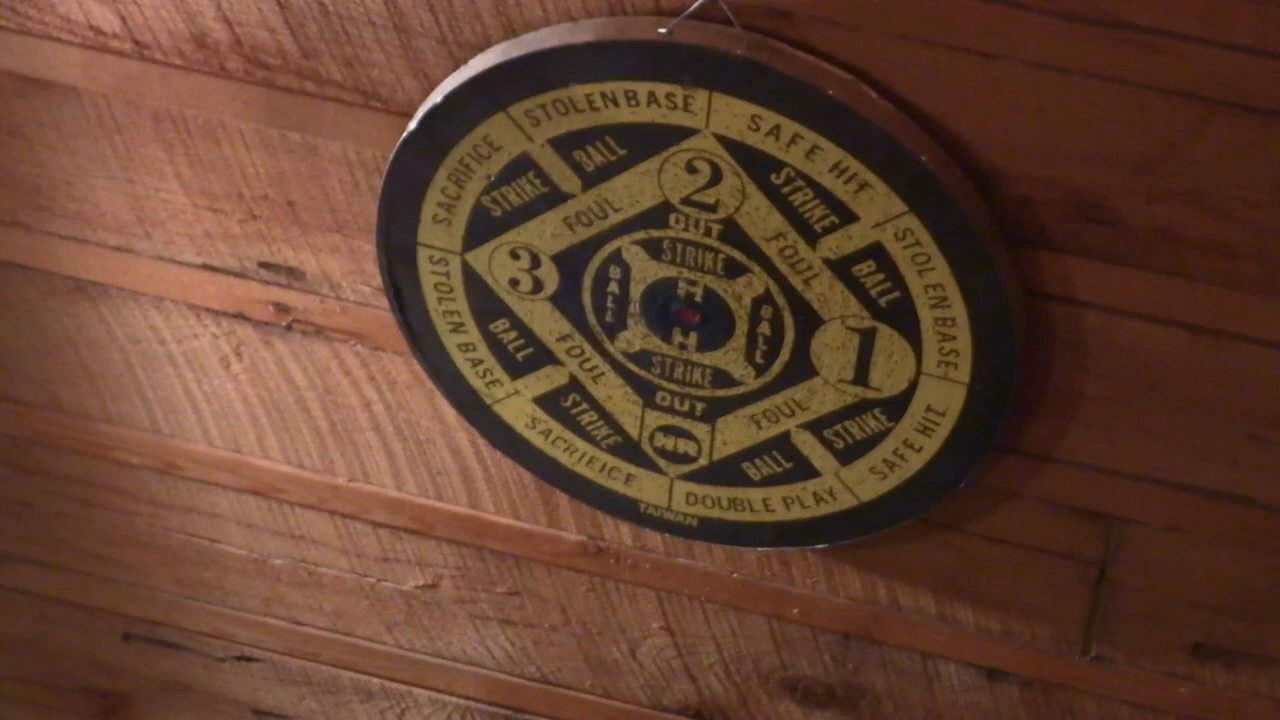 STOLEN BASE
SAFE HIT
SACRIFICE
BALL
STRIKE
STRIKE
2
FOUL
OUT
FOUL
STOLEN BASE
BALL
3
STRIKE
H
BALL
BALL
STOLEN BASE
1
H
STRIKE
BALL
FOUL
OUT
FOUL
STRIKE
SAFE HIT
STRIKE
HR
BALL
SACRIFICE
DOUBLE PLAY
TAIWAN